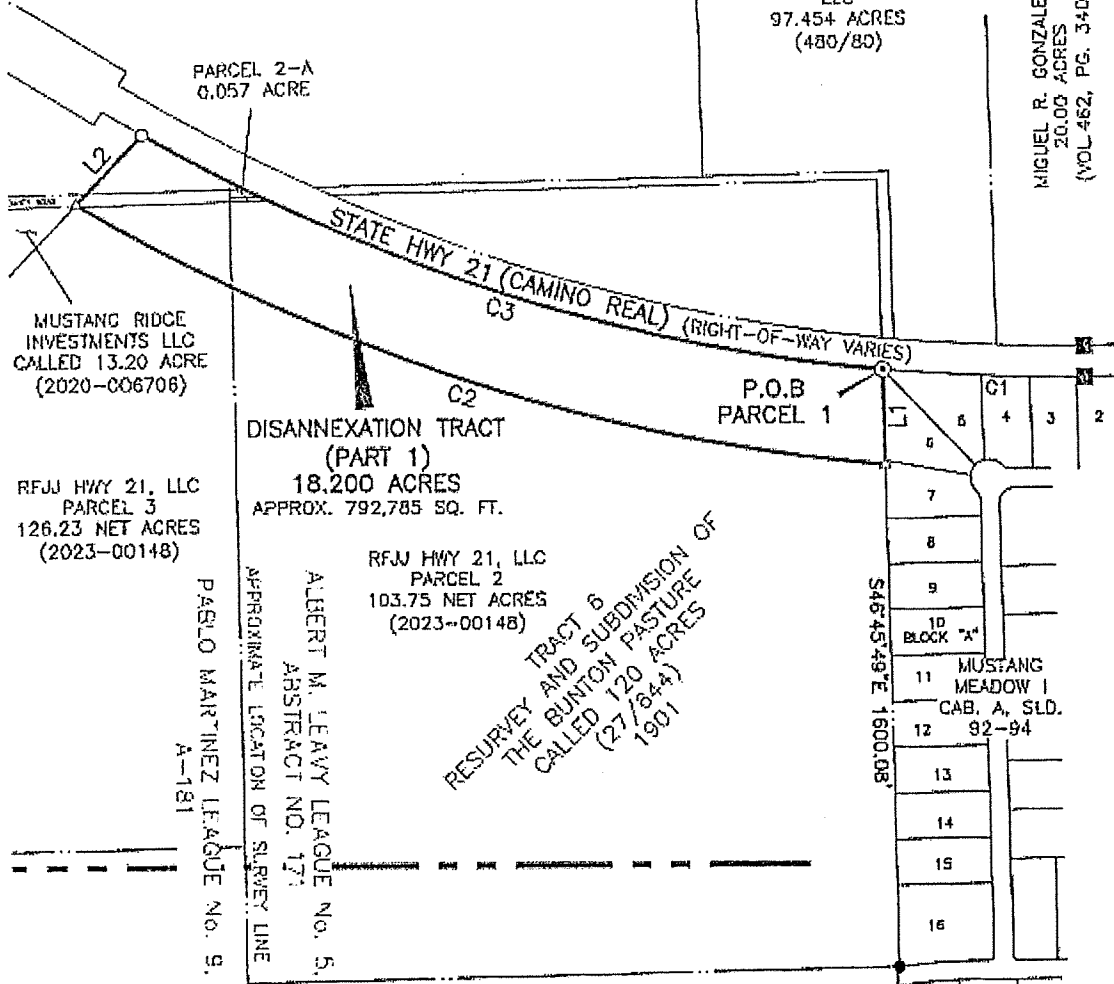 LLC
97.454 ACRES
(480/80)
MIGUEL R. GONZALE
20.00 ACRES
(VOL. 462, PG. 340
PARCEL 2-A
0.057 ACRE
L2
STATE HWY 21 (CAMINO REAL) (RIGHT-OF-WAY VARIES)
C3
MUSTANG RIDGE
INVESTMENTS LLC
CALLED 13.20 ACRE
(2020-006706)
C2
P.O.B
PARCEL 1
L1
C1
6
5
4
3
2
DISANNEXATION TRACT
(PART 1)
18.200 ACRES
APPROX. 792,785 SQ. FT.
RFJJ HWY 21, LLC
PARCEL 3
126.23 NET ACRES
(2023-00148)
RFJJ HWY 21, LLC
PARCEL 2
103.75 NET ACRES
(2023-00148)
TRACT 6
RESURVEY AND SUBDIVISION OF
THE BUNTON PASTURE
CALLED 120 ACRES
(27/644)
1901
7
8
9
10
BLOCK "A"
11
12
13
14
15
16
S46°45'49"E 1600.08'
MUSTANG
MEADOW I
CAB. A, SLD.
92-94
ALBERT M. LEAVY LEAGUE No. 5,
ABSTRACT NO. 171
APPROXIMATE LOCATION OF SURVEY LINE
PABLO MARTINEZ LEAGUE No. 9,
A-181